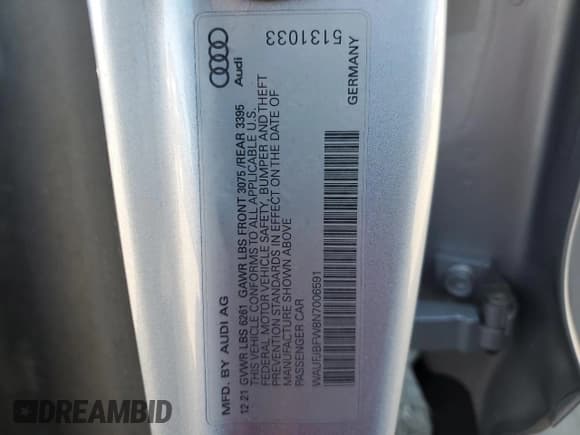 5131033
Audi
GERMANY
MFD. BY AUDI AG
12 21 GVWR LBS 6261 GAWR LBS FRONT 3075/REAR 3395
THIS VEHICLE CONFORMS TO ALL APPLICABLE U.S.
FEDERAL MOTOR VEHICLE SAFETY, BUMPER AND THEFT
PREVENTION STANDARDS IN EFFECT ON THE DATE OF
MANUFACTURE SHOWN ABOVE
PASSENGER CAR
WAUFJBFW8N7006591
DREAMBID